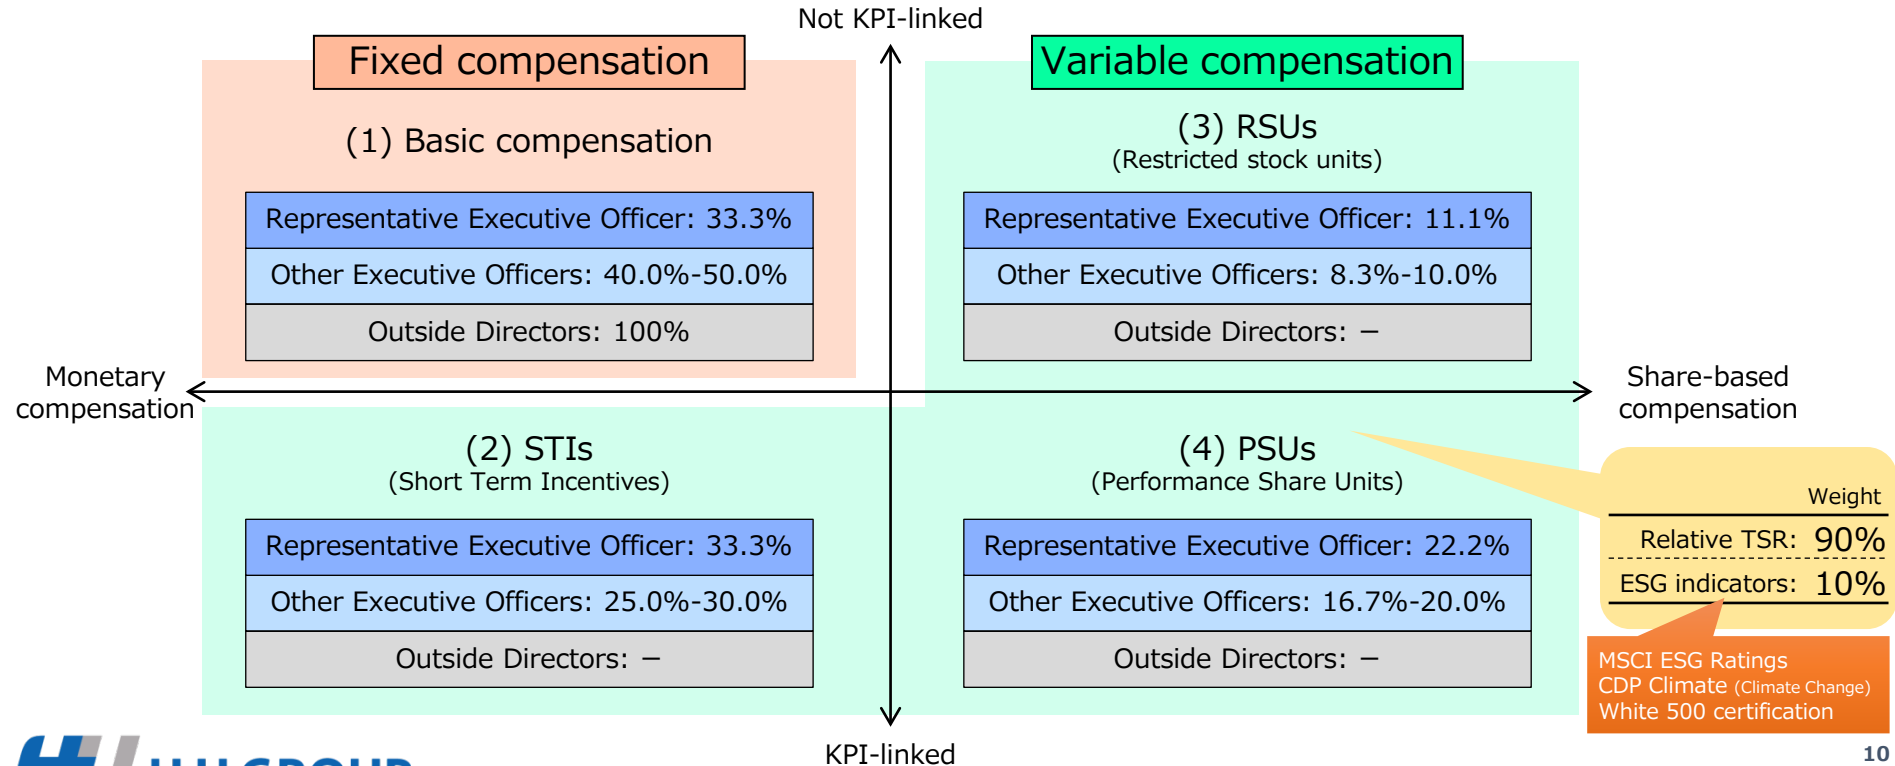 Not KPI-linked
Fixed compensation
Variable compensation
(1) Basic compensation
Representative Executive Officer: 33.3%
Other Executive Officers: 40.0%-50.0%
Outside Directors: 100%
(3) RSUs
(Restricted stock units)
Representative Executive Officer: 11.1%
Other Executive Officers: 8.3%-10.0%
Outside Directors: −
Monetary
compensation
Share-based
compensation
(2) STIs
(Short Term Incentives)
Representative Executive Officer: 33.3%
Other Executive Officers: 25.0%-30.0%
Outside Directors: −
(4) PSUs
(Performance Share Units)
Representative Executive Officer: 22.2%
Other Executive Officers: 16.7%-20.0%
Outside Directors: −
Weight
Relative TSR: 90%
ESG indicators: 10%
MSCI ESG Ratings
CDP Climate (Climate Change)
White 500 certification
KPI-linked
10